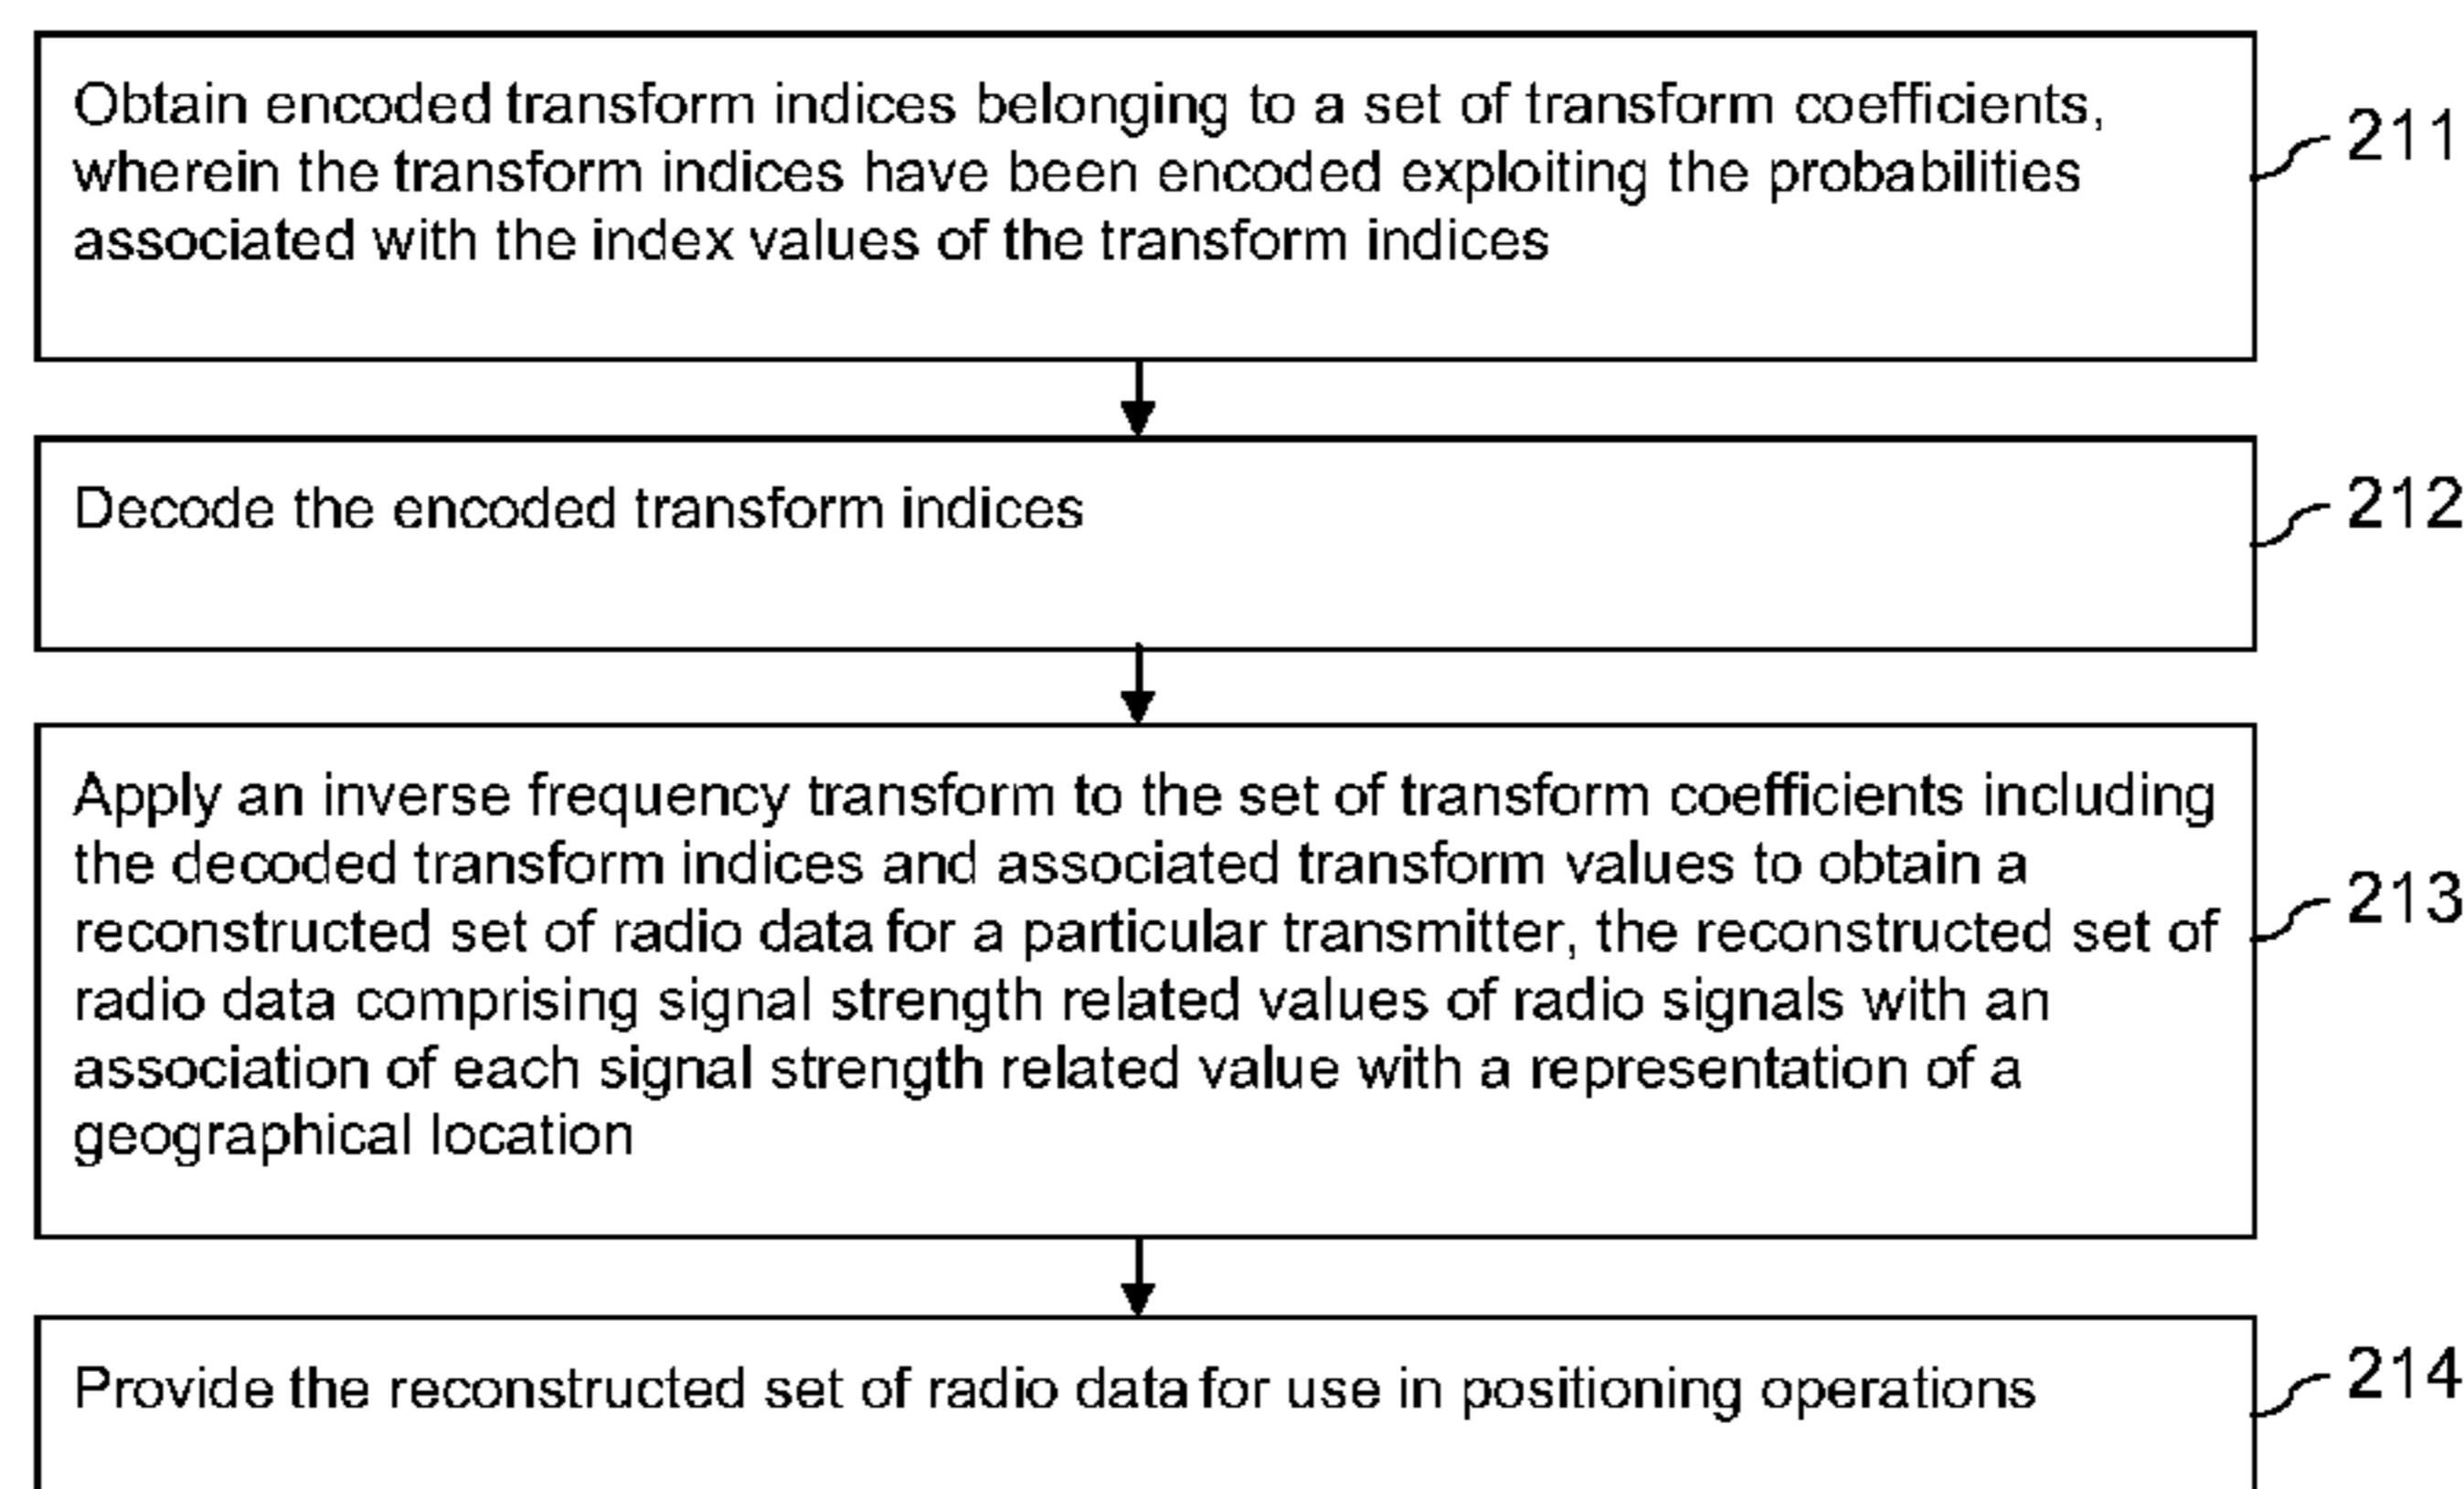 Obtain encoded transform indices belonging to a set of transform coefficients,
wherein the transform indices have been encoded exploiting the probabilities
associated with the index values of the transform indices
211
Decode the encoded transform indices
212
Apply an inverse frequency transform to the set of transform coefficients including
the decoded transform indices and associated transform values to obtain a
reconstructed set of radio data for a particular transmitter, the reconstructed set of
radio data comprising signal strength related values of radio signals with an
association of each signal strength related value with a representation of a
geographical location
213
Provide the reconstructed set of radio data for use in positioning operations
214